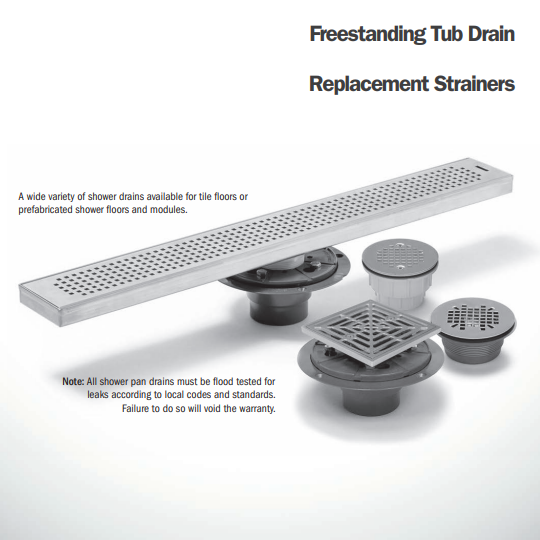 Freestanding Tub Drain
Replacement Strainers
A wide variety of shower drains available for tile floors or
prefabricated shower floors and modules.
Note: All shower pan drains must be flood tested for
leaks according to local codes and standards.
Failure to do so will void the warranty.